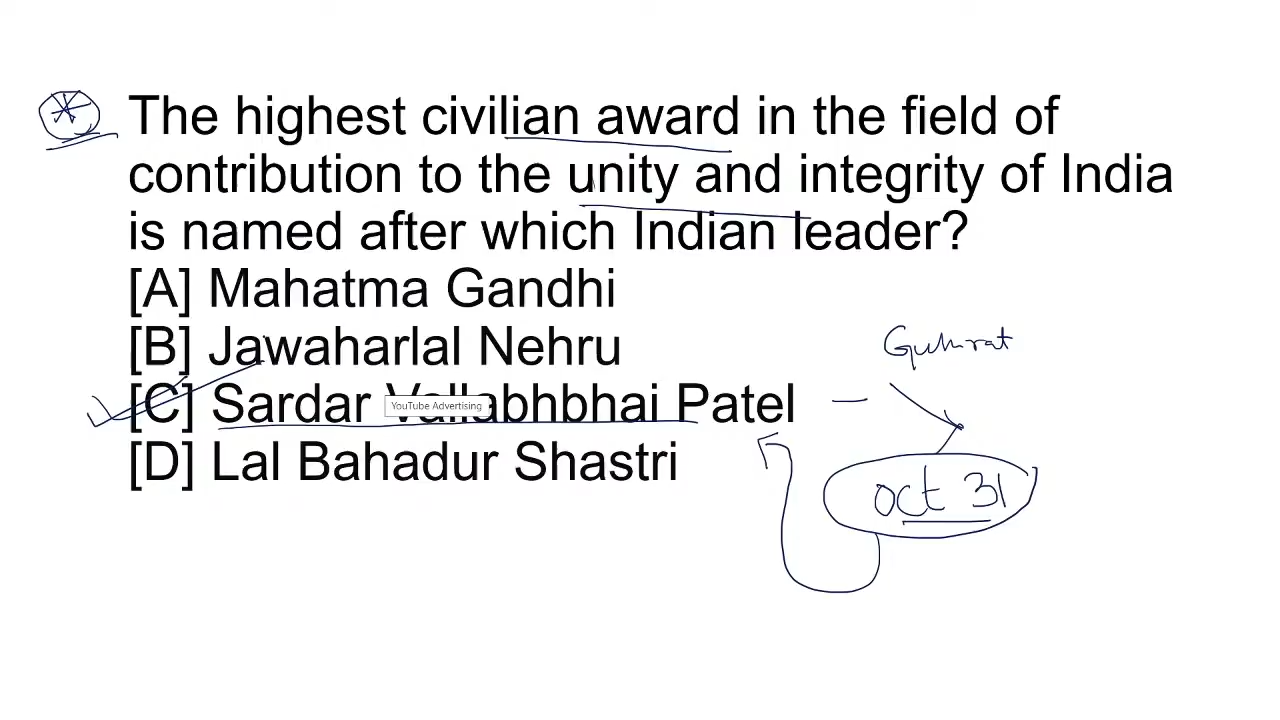 The highest civilian award in the field of
contribution to the unity and integrity of India
is named after which Indian leader?
[A] Mahatma Gandhi
[B] Jawaharlal Nehru
[C] Sardar Vallabhbhai Patel
YouTube Advertising
[D] Lal Bahadur Shastri
Gujurat
oct 31